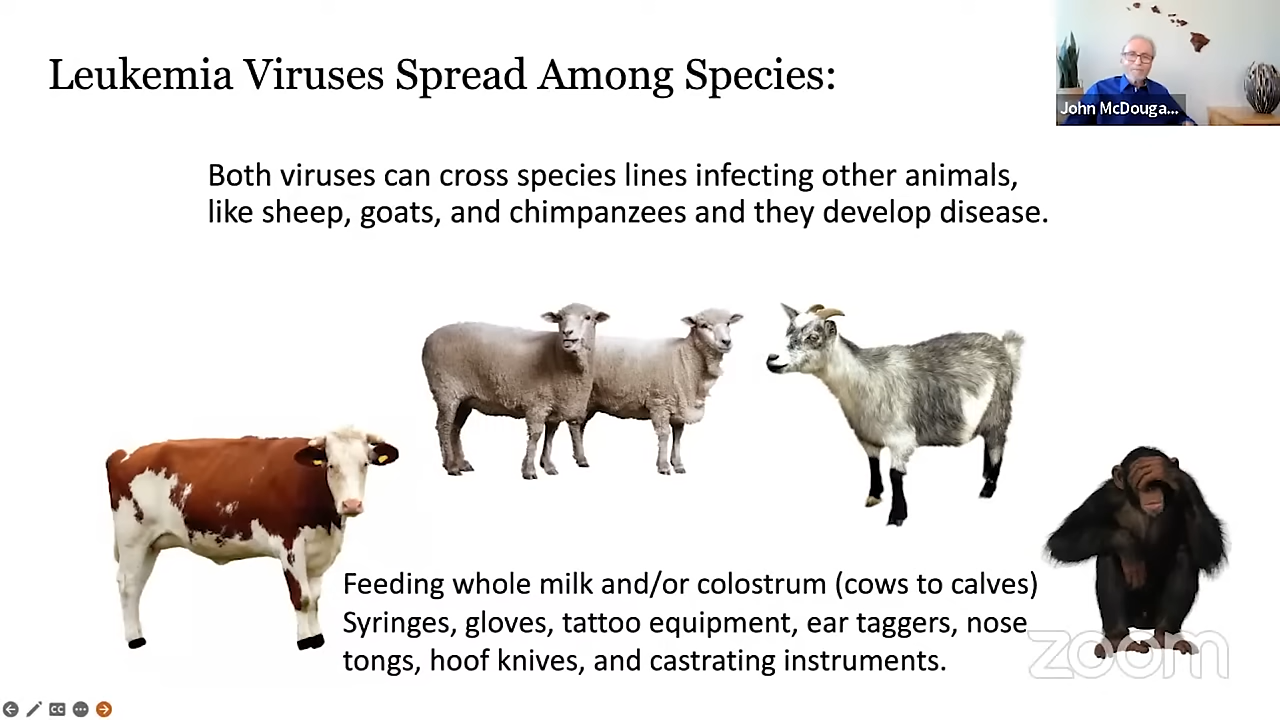 Leukemia Viruses Spread Among Species:
John McDouga...
Both viruses can cross species lines infecting other animals,
like sheep, goats, and chimpanzees and they develop disease.
Feeding whole milk and/or colostrum (cows to calves)
Syringes, gloves, tattoo equipment, ear taggers, nose
tongs, hoof knives, and castrating instruments.
zoom
CC